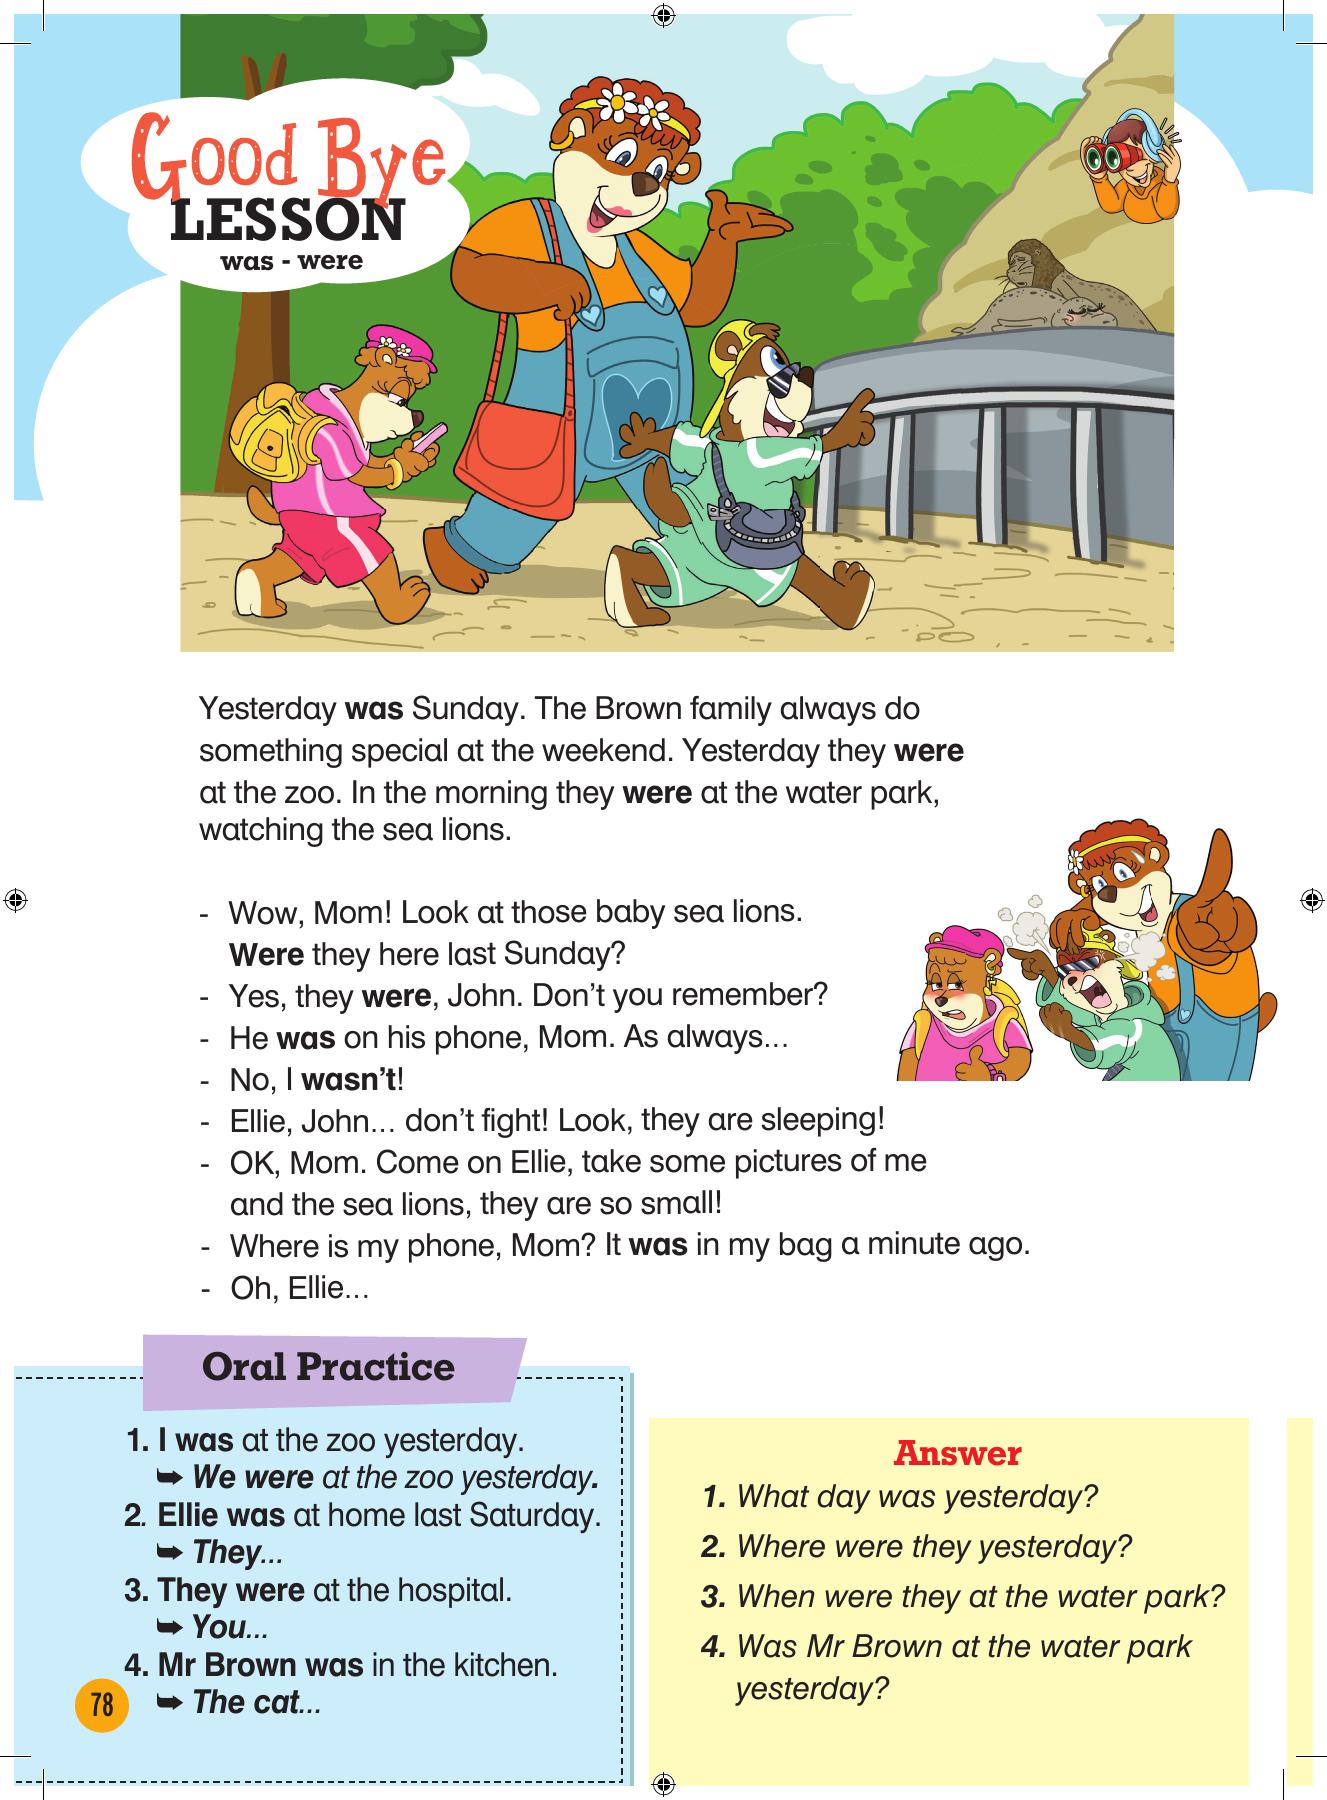 Good Bye
LESSON
was - were
Yesterday was Sunday. The Brown family always do
something special at the weekend. Yesterday they were
at the zoo. In the morning they were at the water park,
watching the sea lions.
- Wow, Mom! Look at those baby sea lions.
Were they here last Sunday?
- Yes, they were, John. Don't you remember?
- He was on his phone, Mom. As always...
- No, I wasn't!
- Ellie, John... don't fight! Look, they are sleeping!
- OK, Mom. Come on Ellie, take some pictures of me
and the sea lions, they are so small!
- Where is my phone, Mom? It was in my bag a minute ago.
- Oh, Ellie...
Oral Practice
1. I was at the zoo yesterday.
➥ We were at the zoo yesterday.
2. Ellie was at home last Saturday.
➥ They...
3. They were at the hospital.
➥ You...
4. Mr Brown was in the kitchen.
➥ The cat...
78
Answer
1. What day was yesterday?
2. Where were they yesterday?
3. When were they at the water park?
4. Was Mr Brown at the water park
yesterday?